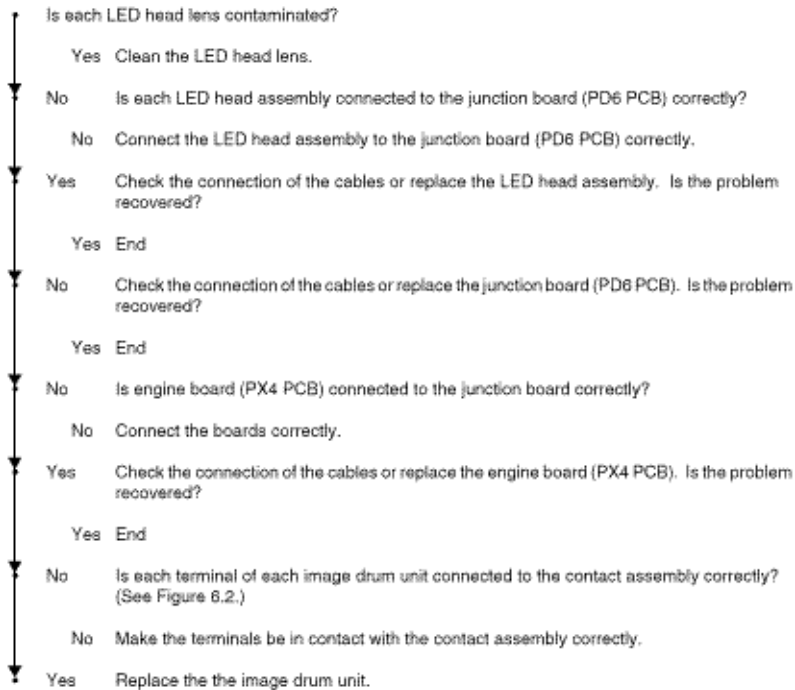 Is each LED head lens contaminated?
Yes Clean the LED head lens.
No Is each LED head assembly connected to the junction board (PD6 PCB) correctly?
No Connect the LED head assembly to the junction board (PD6 PCB) correctly.
Yes Check the connection of the cables or replace the LED head assembly. Is the problem
recovered?
Yes End
No Check the connection of the cables or replace the junction board (PD6 PCB). Is the problem
recovered?
Yes End
No Is engine board (PX4 PCB) connected to the junction board correctly?
No Connect the boards correctly.
Yes Check the connection of the cables or replace the engine board (PX4 PCB). Is the problem
recovered?
Yes End
No Is each terminal of each image drum unit connected to the contact assembly correctly?
(See Figure 6.2.)
No Make the terminals be in contact with the contact assembly correctly.
Yes Replace the the image drum unit.